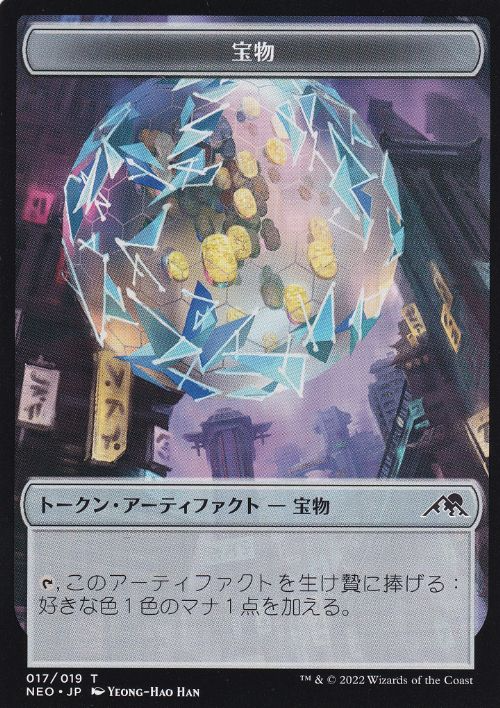 宝物
トークン・アーティファクト — 宝物
,このアーティファクトを生け贄に捧げる：
好きな色１色のマナ１点を加える。
017/019 T
NEO • JP Yeong-Hao Han
™ & © 2022 Wizards of the Coast